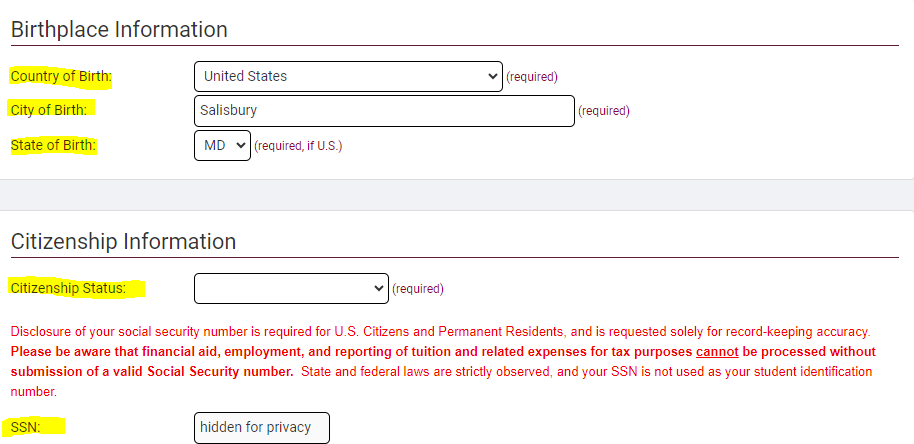 Birthplace Information
Country of Birth: United States (required)
City of Birth: Salisbury (required)
State of Birth: MD (required, if U.S.)
Citizenship Information
Citizenship Status: (required)
Disclosure of your social security number is required for U.S. Citizens and Permanent Residents, and is requested solely for record-keeping accuracy.
Please be aware that financial aid, employment, and reporting of tuition and related expenses for tax purposes cannot be processed without
submission of a valid Social Security number. State and federal laws are strictly observed, and your SSN is not used as your student identification
number.
SSN: hidden for privacy